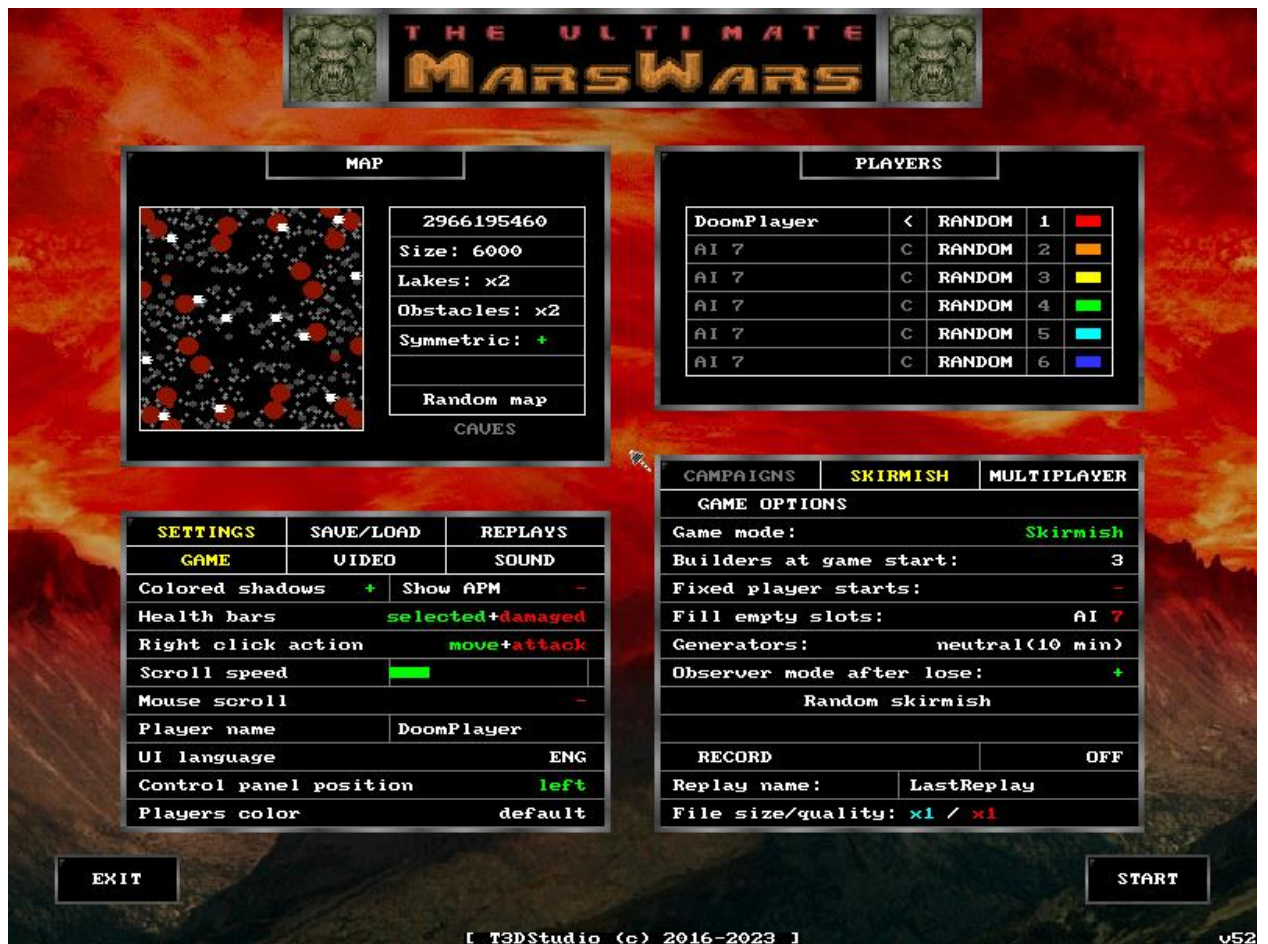 THE ULTIMATE
MARSWARS
MAP
2966195460
Size: 6000
Lakes: x2
Obstacles: x2
Symmetric: +
Random map
CAVES
PLAYERS
DoomPlayer < RANDOM 1
AI 7 C RANDOM 2
AI 7 C RANDOM 3
AI 7 C RANDOM 4
AI 7 C RANDOM 5
AI 7 C RANDOM 6
SETTINGS SAVE/LOAD REPLAYS
GAME VIDEO SOUND
Colored shadows + Show APM -
Health bars selected+damaged
Right click action move+attack
Scroll speed
Mouse scroll -
Player name DoomPlayer
UI language ENG
Control panel position left
Players color default
CAMPAIGNS SKIRMISH MULTIPLAYER
GAME OPTIONS
Game mode: Skirmish
Builders at game start: 3
Fixed player starts: -
Fill empty slots: AI 7
Generators: neutral(10 min)
Observer mode after lose: +
Random skirmish
RECORD OFF
Replay name: LastReplay
File size/quality: x1 / x1
EXIT
START
[ T3DStudio (c) 2016-2023 ]
v52